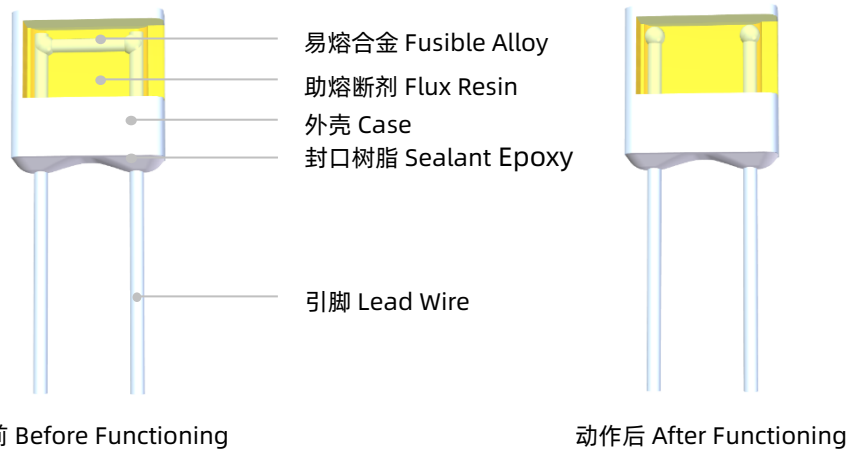 易熔合金 Fusible Alloy
助熔断剂 Flux Resin
外壳 Case
封口树脂 Sealant Epoxy
引脚 Lead Wire
前 Before Functioning
动作后 After Functioning